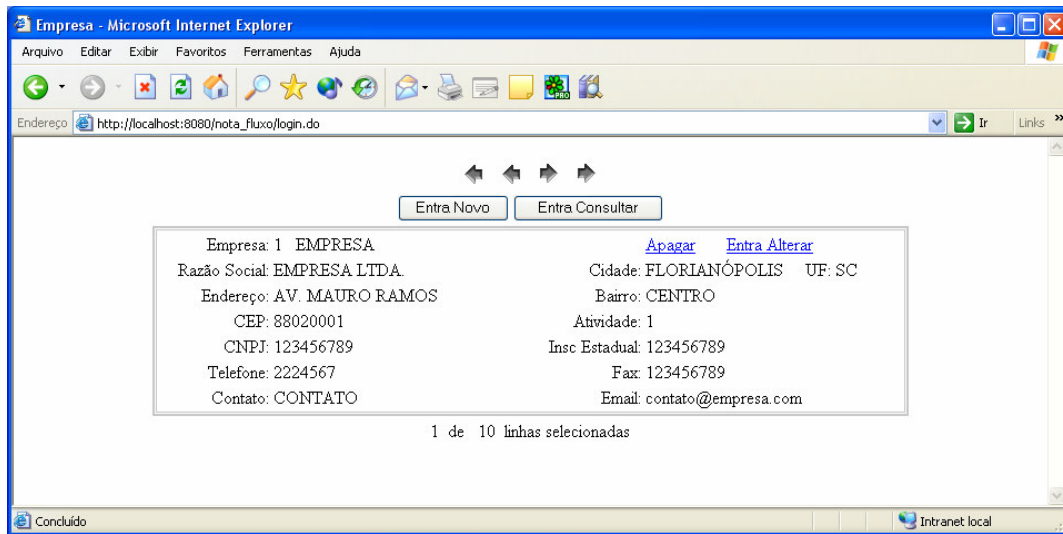 Empresa - Microsoft Internet Explorer
Arquivo Editar Exibir Favoritos Ferramentas Ajuda
PRO
Endereço http://localhost:8080/nota_fluxo/login.do Ir Links »
Entra Novo Entra Consultar
Empresa: 1 EMPRESA Apagar Entra Alterar
Razão Social: EMPRESA LTDA. Cidade: FLORIANÓPOLIS UF: SC
Endereço: AV. MAURO RAMOS Bairro: CENTRO
CEP: 88020001 Atividade: 1
CNPJ: 123456789 Insc Estadual: 123456789
Telefone: 2224567 Fax: 123456789
Contato: CONTATO Email: contato@empresa.com
1 de 10 linhas selecionadas
Concluído Intranet local